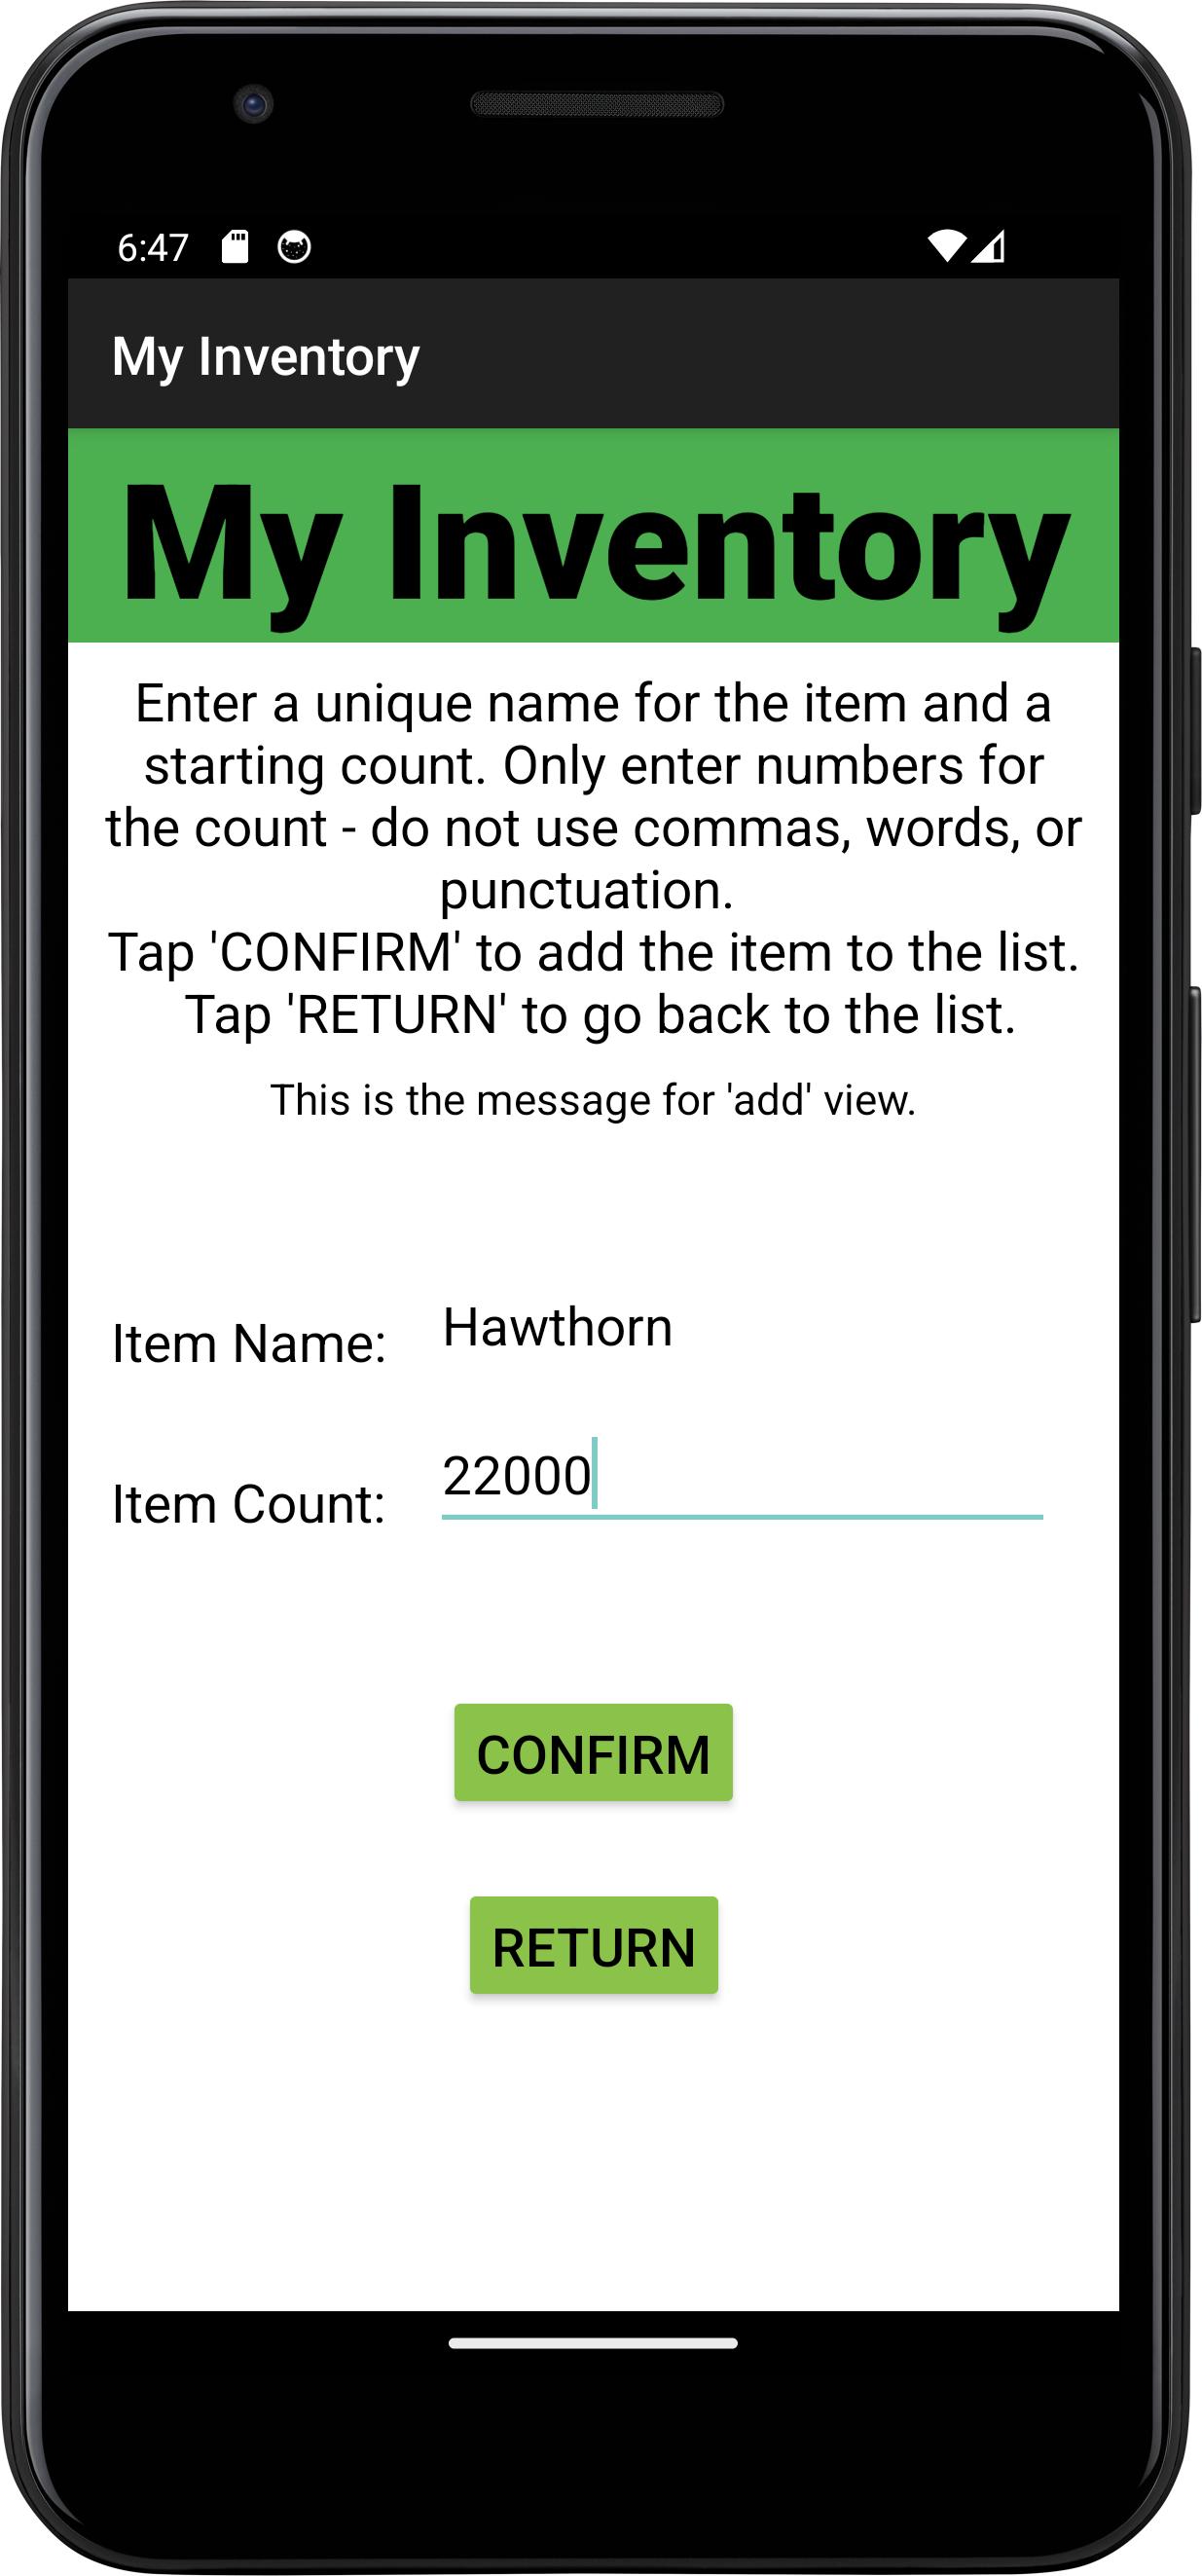 6:47
My Inventory
My Inventory
Enter a unique name for the item and a
starting count. Only enter numbers for
the count - do not use commas, words, or
punctuation.
Tap 'CONFIRM' to add the item to the list.
Tap 'RETURN' to go back to the list.
This is the message for 'add' view.
Item Name: Hawthorn
Item Count: 22000
CONFIRM
RETURN